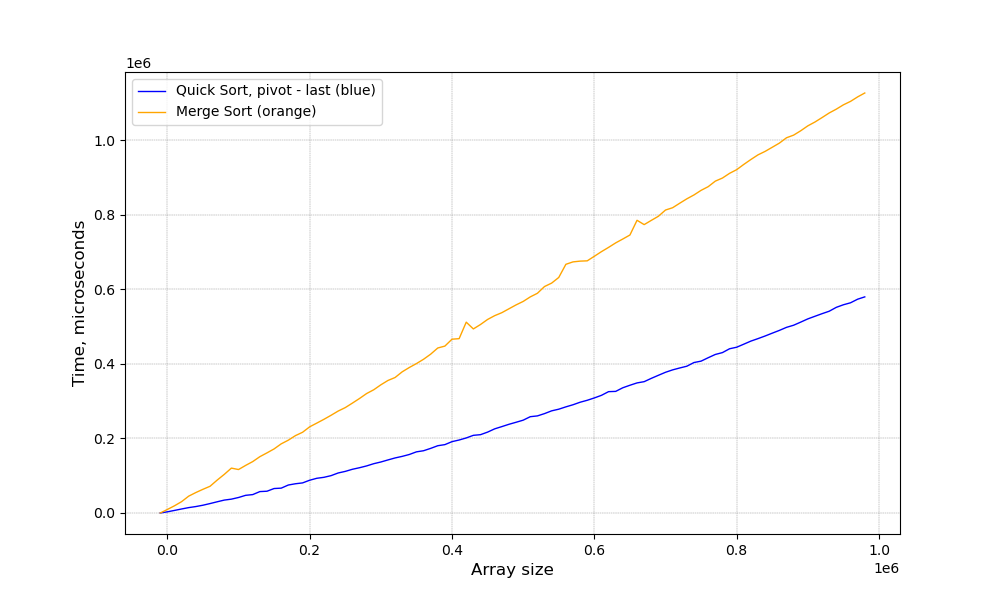 1e6
Quick Sort, pivot - last (blue)
Merge Sort (orange)
1.0
0.8
0.6
0.4
0.2
0.0
Time, microseconds
0.0 0.2 0.4 0.6 0.8 1.0
1e6
Array size